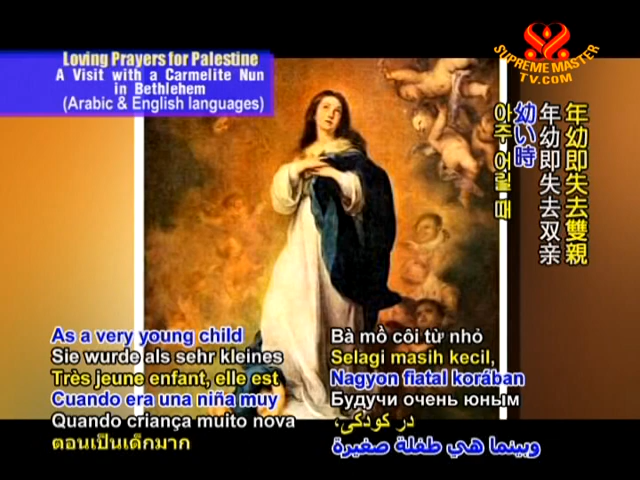 Loving Prayers for Palestine
A Visit with a Carmelite Nun
in Bethlehem
(Arabic & English languages)
SUPREME MASTER
TV.COM
年幼即失去雙親
年幼即失去双亲
幼い時
아주 어릴 때
As a very young child
Sie wurde als sehr kleines
Très jeune enfant, elle est
Cuando era una niña muy
Quando criança muito nova
ตอนเป็นเด็กมาก
Bà mồ côi từ nhỏ
Selagi masih kecil,
Nagyon fiatal korában
Будучи очень юным
در کودکی،
وبينما هي طفلة صغيرة